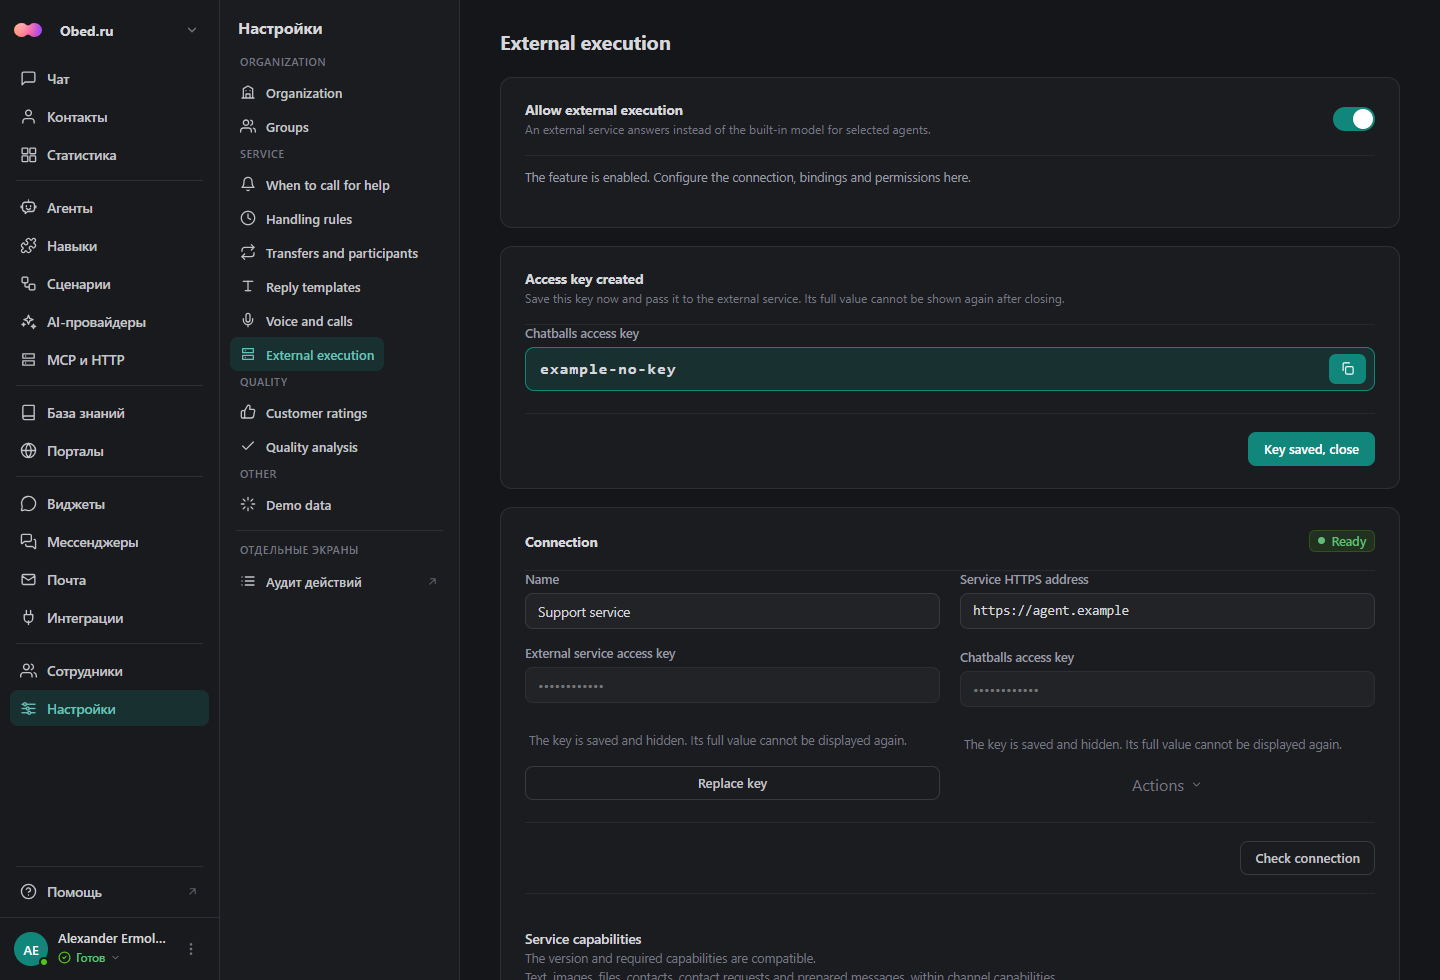 Obed.ru
Чат
Контакты
Статистика
Агенты
Навыки
Сценарии
AI-провайдеры
MCP и HTTP
База знаний
Порталы
Виджеты
Мессенджеры
Почта
Интеграции
Сотрудники
Настройки
Помощь
AE
Alexander Ermol...
Готов
Настройки
ORGANIZATION
Organization
Groups
SERVICE
When to call for help
Handling rules
Transfers and participants
Reply templates
Voice and calls
External execution
QUALITY
Customer ratings
Quality analysis
OTHER
Demo data
ОТДЕЛЬНЫЕ ЭКРАНЫ
Аудит действий
External execution
Allow external execution
An external service answers instead of the built-in model for selected agents.
The feature is enabled. Configure the connection, bindings and permissions here.
Access key created
Save this key now and pass it to the external service. Its full value cannot be shown again after closing.
Chatballs access key
example-no-key
Key saved, close
Connection
Ready
Name
Service HTTPS address
Support service
https://agent.example
External service access key
Chatballs access key
••••••••••••
••••••••••••
The key is saved and hidden. Its full value cannot be displayed again.
The key is saved and hidden. Its full value cannot be displayed again.
Replace key
Actions
Check connection
Service capabilities
The version and required capabilities are compatible.
Text, images, files, contacts, contact requests and prepared messages, within channel capabilities.